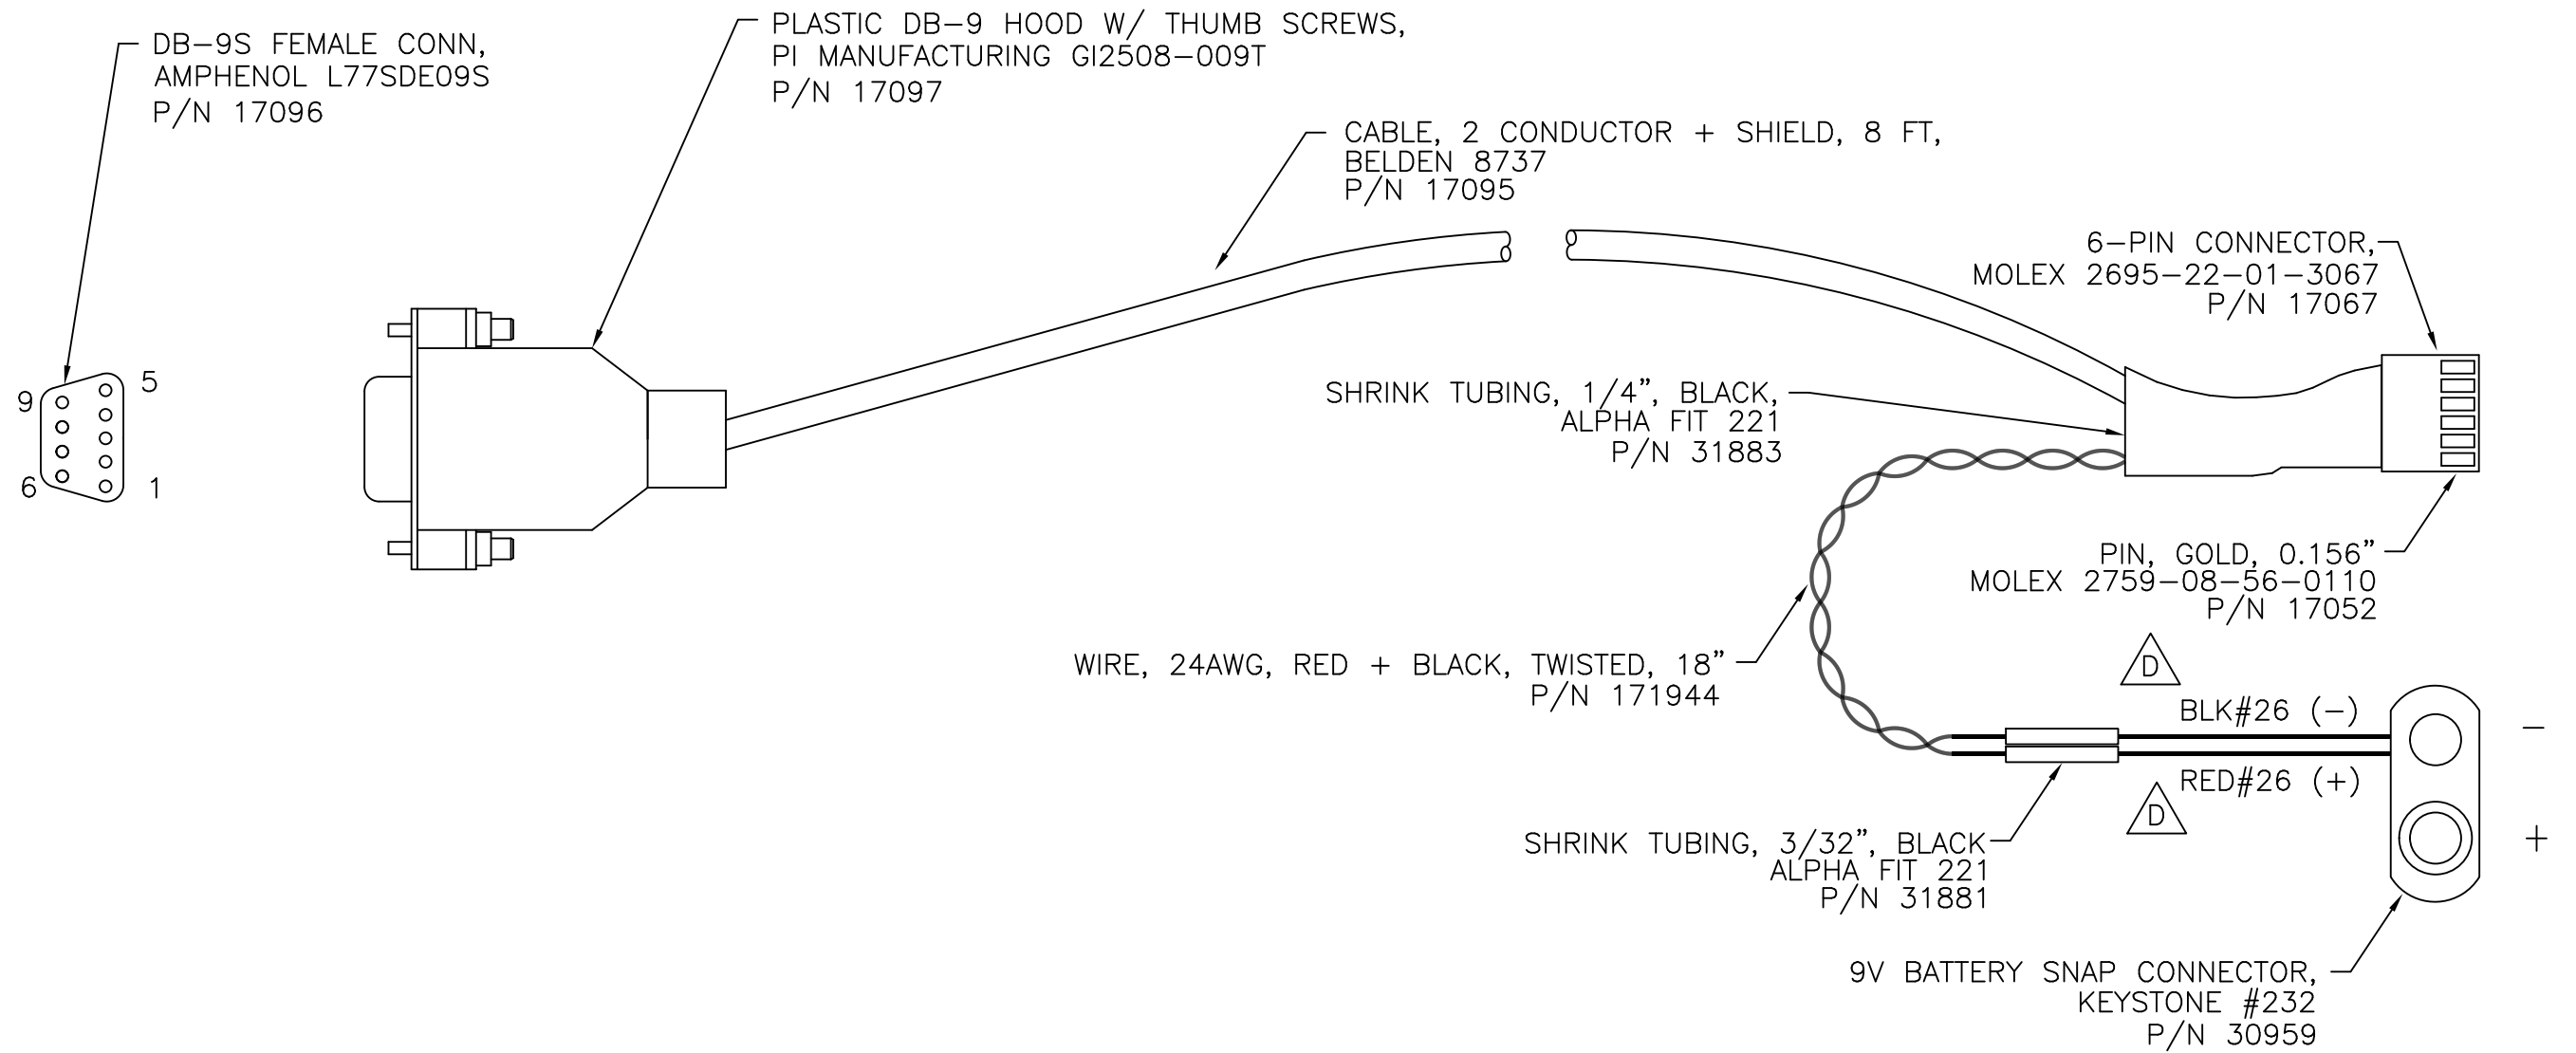 DB-9S FEMALE CONN,
AMPHENOL L77SDE09S
P/N 17096
PLASTIC DB-9 HOOD W/ THUMB SCREWS,
PI MANUFACTURING GI2508-009T
P/N 17097
CABLE, 2 CONDUCTOR + SHIELD, 8 FT,
BELDEN 8737
P/N 17095
6-PIN CONNECTOR,
MOLEX 2695-22-01-3067
P/N 17067
5
9
6
1
SHRINK TUBING, 1/4”, BLACK,
ALPHA FIT 221
P/N 31883
PIN, GOLD, 0.156”
MOLEX 2759-08-56-0110
P/N 17052
WIRE, 24AWG, RED + BLACK, TWISTED, 18”
P/N 171944
D
BLK#26 (-)
-
RED#26 (+)
D
+
SHRINK TUBING, 3/32”, BLACK
ALPHA FIT 221
P/N 31881
9V BATTERY SNAP CONNECTOR,
KEYSTONE #232
P/N 30959